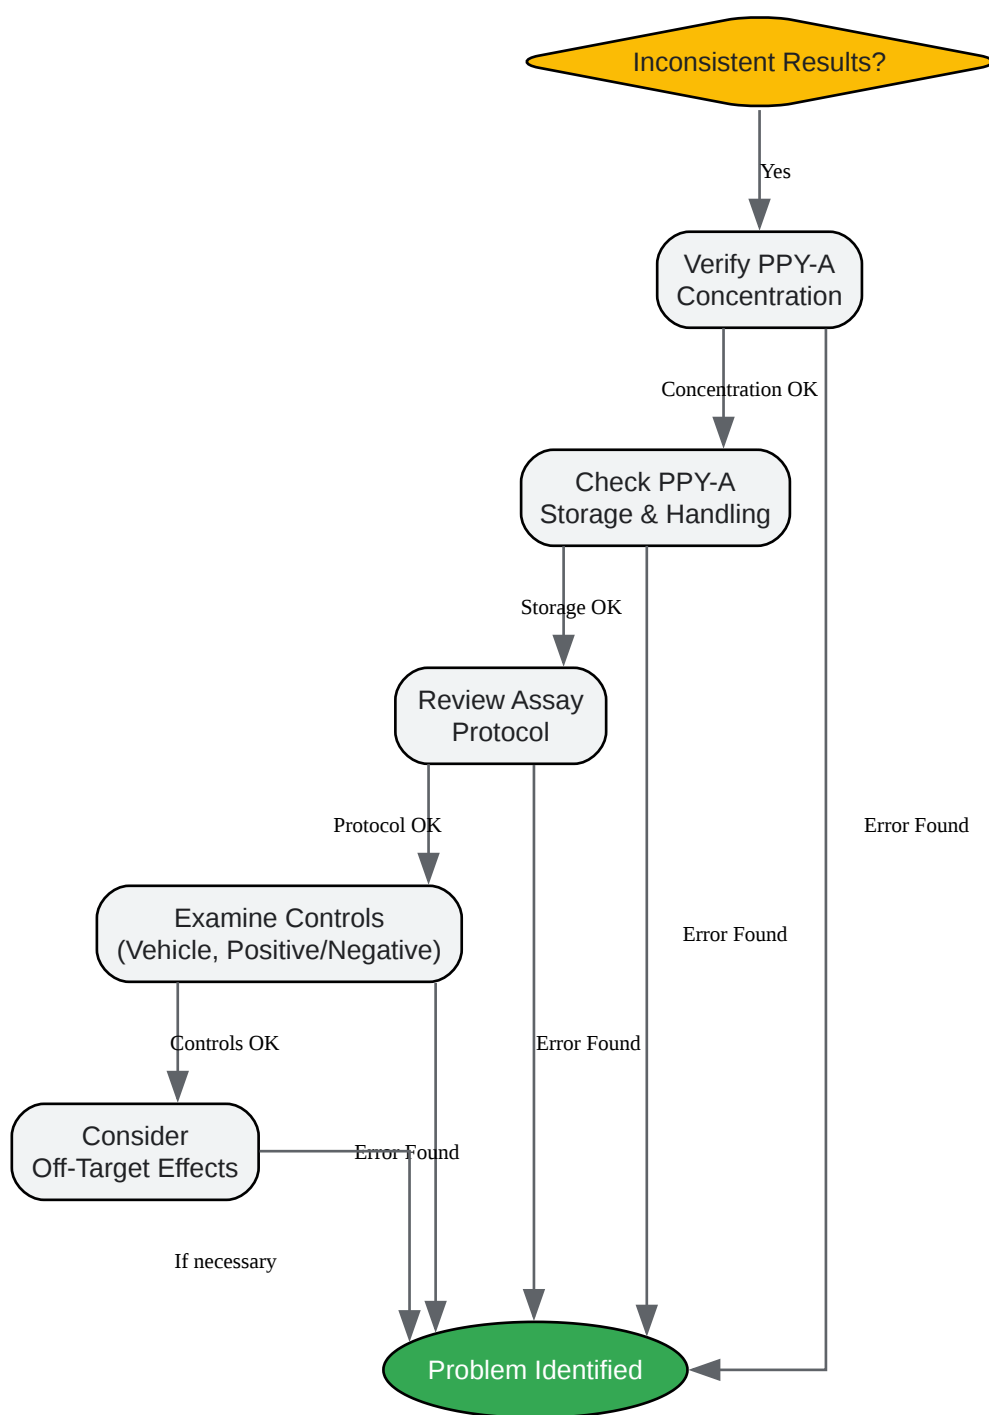 Inconsistent Results?
Yes
Verify PPY-A
Concentration
Concentration OK
Check PPY-A
Storage & Handling
Storage OK
Review Assay
Protocol
Protocol OK
Error Found
Examine Controls
(Vehicle, Positive/Negative)
Error Found
Controls OK
Error Found
Consider
Off-Target Effects
Error Found
If necessary
Problem Identified